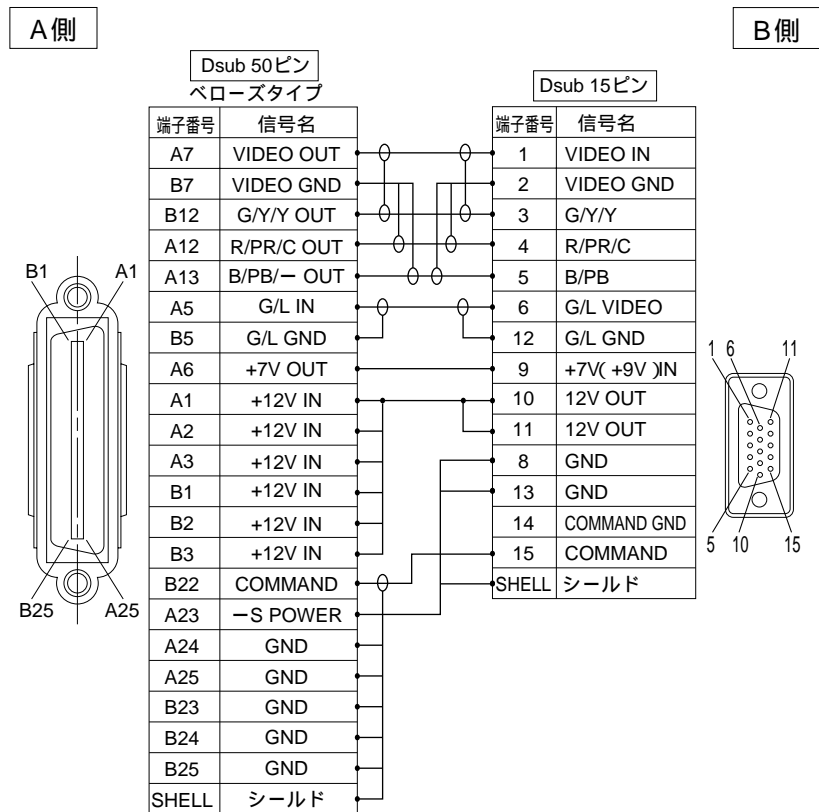 A側
B側
Dsub 50ピン
ベローズタイプ
端子番号 信号名
A7 VIDEO OUT
B7 VIDEO GND
B12 G/Y/Y OUT
A12 R/PR/C OUT
A13 B/PB/ー OUT
A5 G/L IN
B5 G/L GND
A6 +7V OUT
A1 +12V IN
A2 +12V IN
A3 +12V IN
B1 +12V IN
B2 +12V IN
B3 +12V IN
B22 COMMAND
A23 ーS POWER
A24 GND
A25 GND
B23 GND
B24 GND
B25 GND
SHELL シールド
Dsub 15ピン
端子番号 信号名
1 VIDEO IN
2 VIDEO GND
3 G/Y/Y
4 R/PR/C
5 B/PB
6 G/L VIDEO
12 G/L GND
9 +7V( +9V )IN
10 12V OUT
11 12V OUT
8 GND
13 GND
14 COMMAND GND
15 COMMAND
SHELL シールド
B1 A1
B25 A25
1 6 11
5 10 15